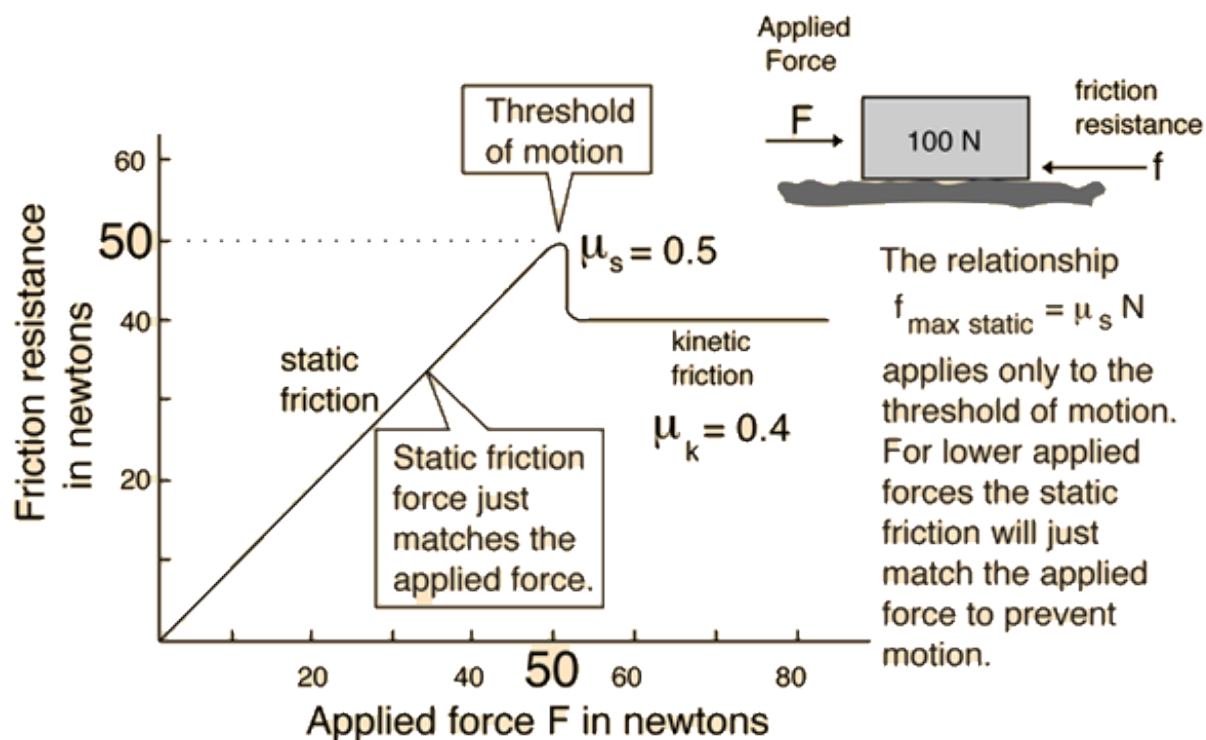 Applied
Force
F
100 N
friction
resistance
f
Threshold
of motion
60
50
40
20
Friction resistance
in newtons
μs = 0.5
static
friction
kinetic
friction
μk = 0.4
Static friction
force just
matches the
applied force.
20
40
50
60
80
Applied force F in newtons
The relationship
f max static = μs N
applies only to the
threshold of motion.
For lower applied
forces the static
friction will just
match the applied
force to prevent
motion.